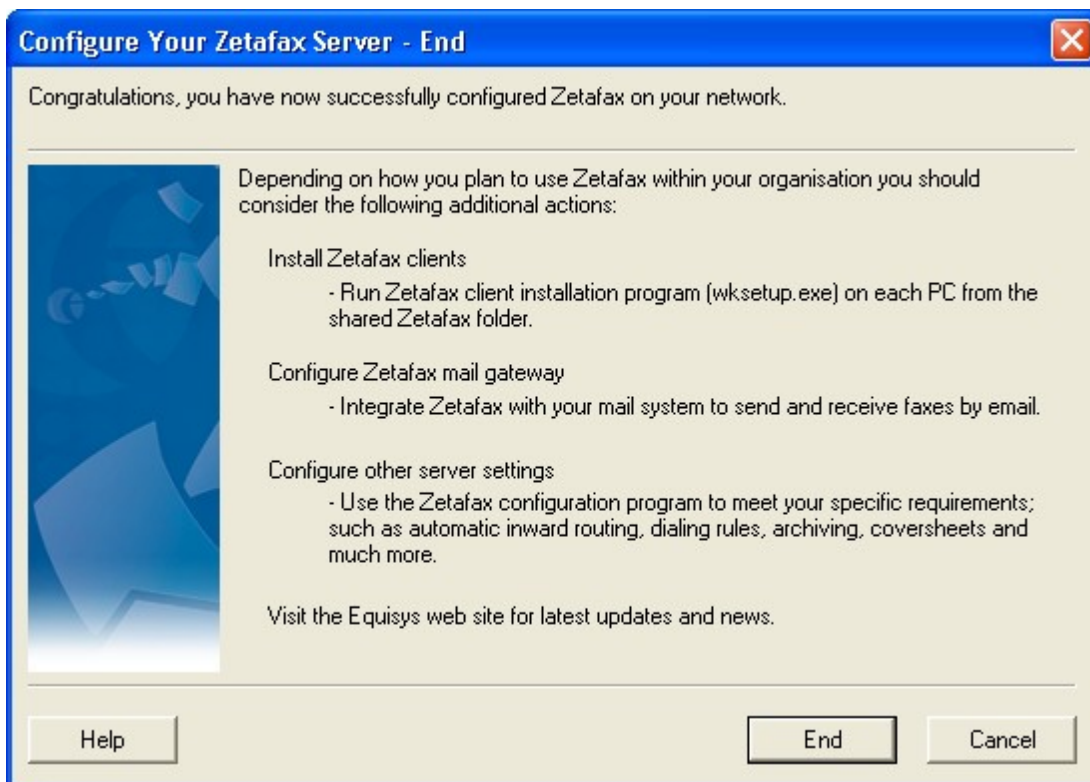 Configure Your Zetafax Server - End
Congratulations, you have now successfully configured Zetafax on your network.
Depending on how you plan to use Zetafax within your organisation you should
consider the following additional actions:
Install Zetafax clients
- Run Zetafax client installation program (wksetup.exe) on each PC from the
shared Zetafax folder.
Configure Zetafax mail gateway
- Integrate Zetafax with your mail system to send and receive faxes by email.
Configure other server settings
- Use the Zetafax configuration program to meet your specific requirements;
such as automatic inward routing, dialing rules, archiving, coversheets and
much more.
Visit the Equisys web site for latest updates and news.
Help
End
Cancel